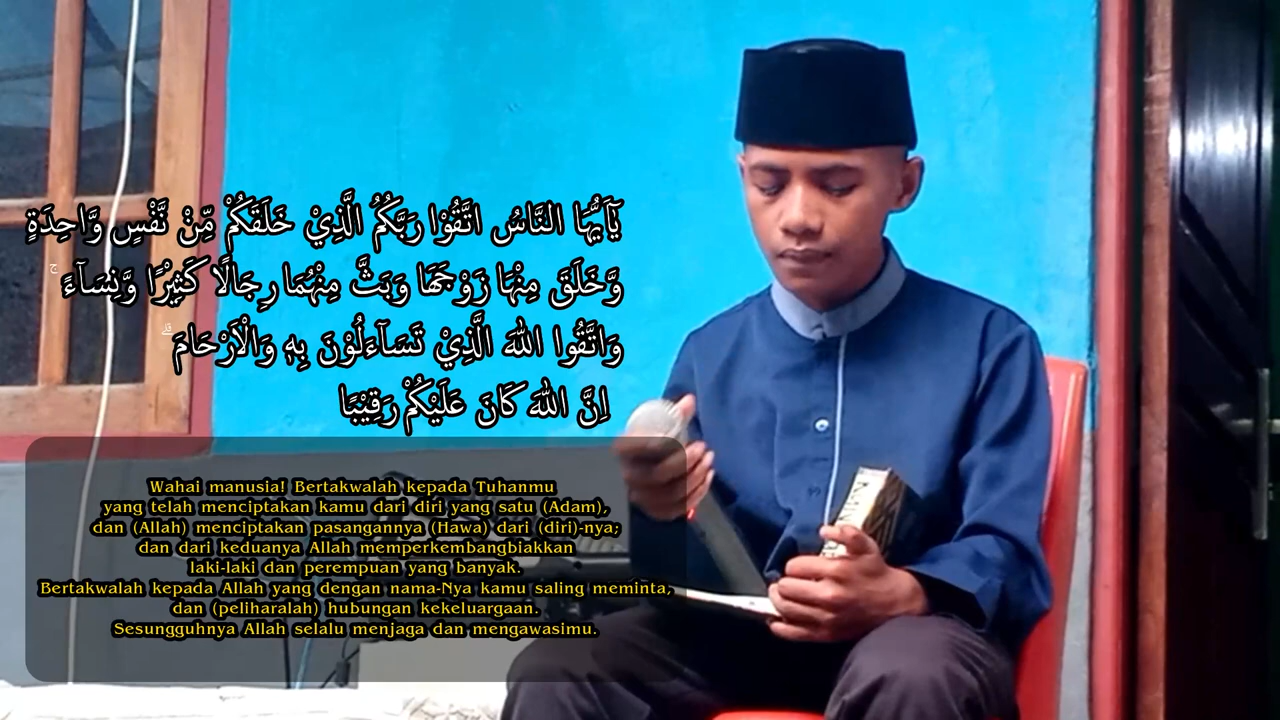 يٰٓاَيُّهَا النَّاسُ اتَّقُوْا رَبَّكُمُ الَّذِيْ خَلَقَكُمْ مِّنْ نَّفْسٍ وَّاحِدَةٍ
وَّخَلَقَ مِنْهَا زَوْجَهَا وَبَثَّ مِنْهُمَا رِجَالًا كَثِيْرًا وَّنِسَاۤءً ۚ
وَاتَّقُوا اللّٰهَ الَّذِيْ تَسَاۤءَلُوْنَ بِهٖ وَالْاَرْحَامَ ۗ
اِنَّ اللّٰهَ كَانَ عَلَيْكُمْ رَقِيْبًا
Wahai manusia! Bertakwalah kepada Tuhanmu
yang telah menciptakan kamu dari diri yang satu (Adam),
dan (Allah) menciptakan pasangannya (Hawa) dari (diri)-nya;
dan dari keduanya Allah memperkembangbiakkan
laki-laki dan perempuan yang banyak.
Bertakwalah kepada Allah yang dengan nama-Nya kamu saling meminta,
dan (peliharalah) hubungan kekeluargaan.
Sesungguhnya Allah selalu menjaga dan mengawasimu.